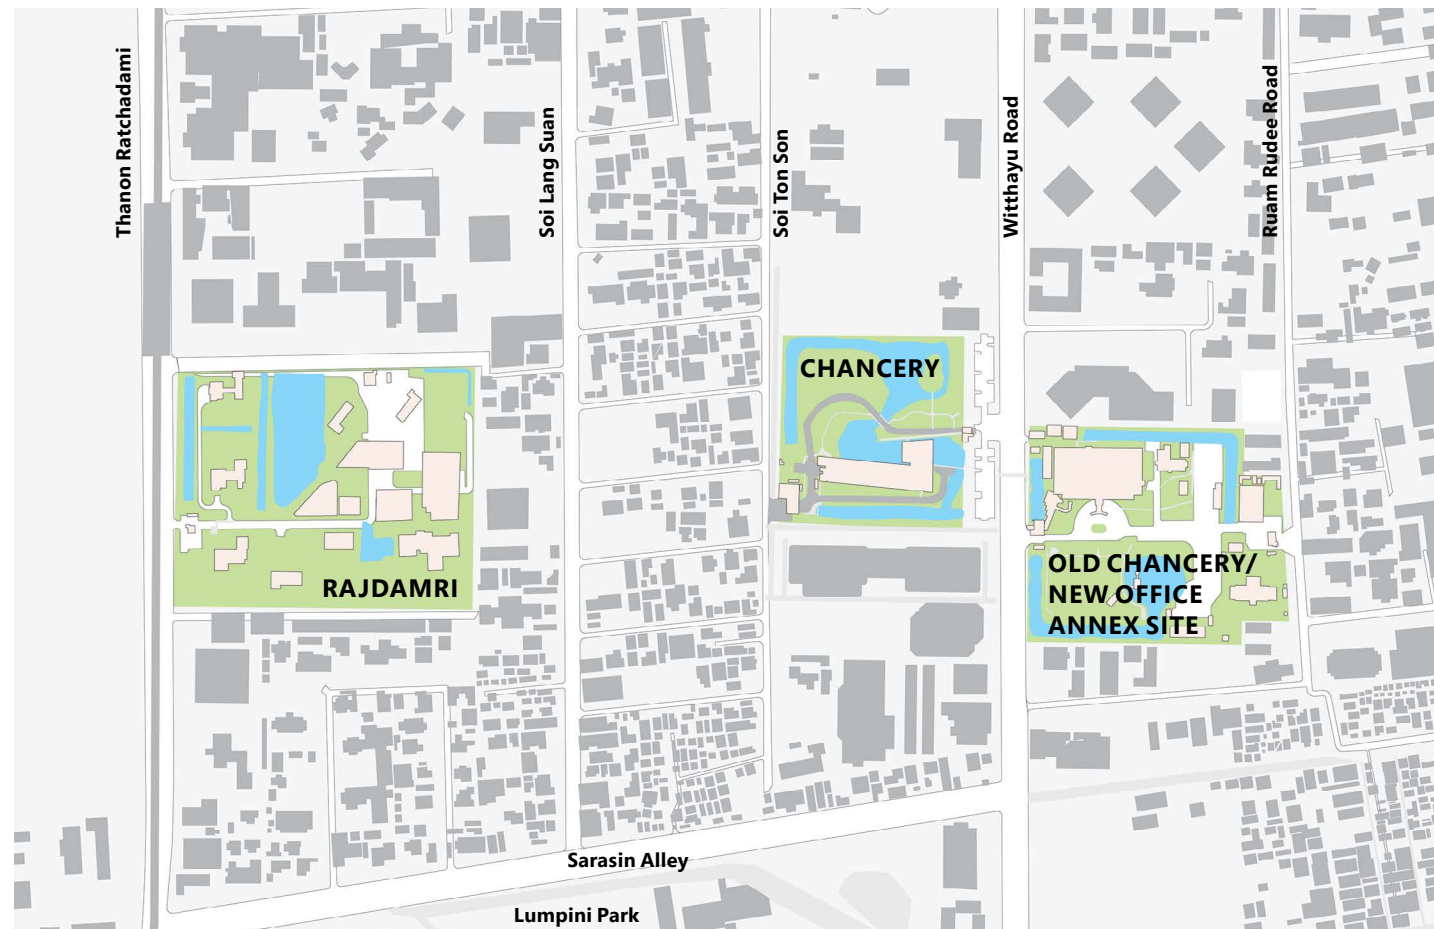 Thanon Ratchadami
Soi Lang Suan
Soi Ton Son
Witthayu Road
Ruam Rudee Road
CHANCERY
RAJDAMRI
OLD CHANCERY/
NEW OFFICE
ANNEX SITE
Sarasin Alley
Lumpini Park